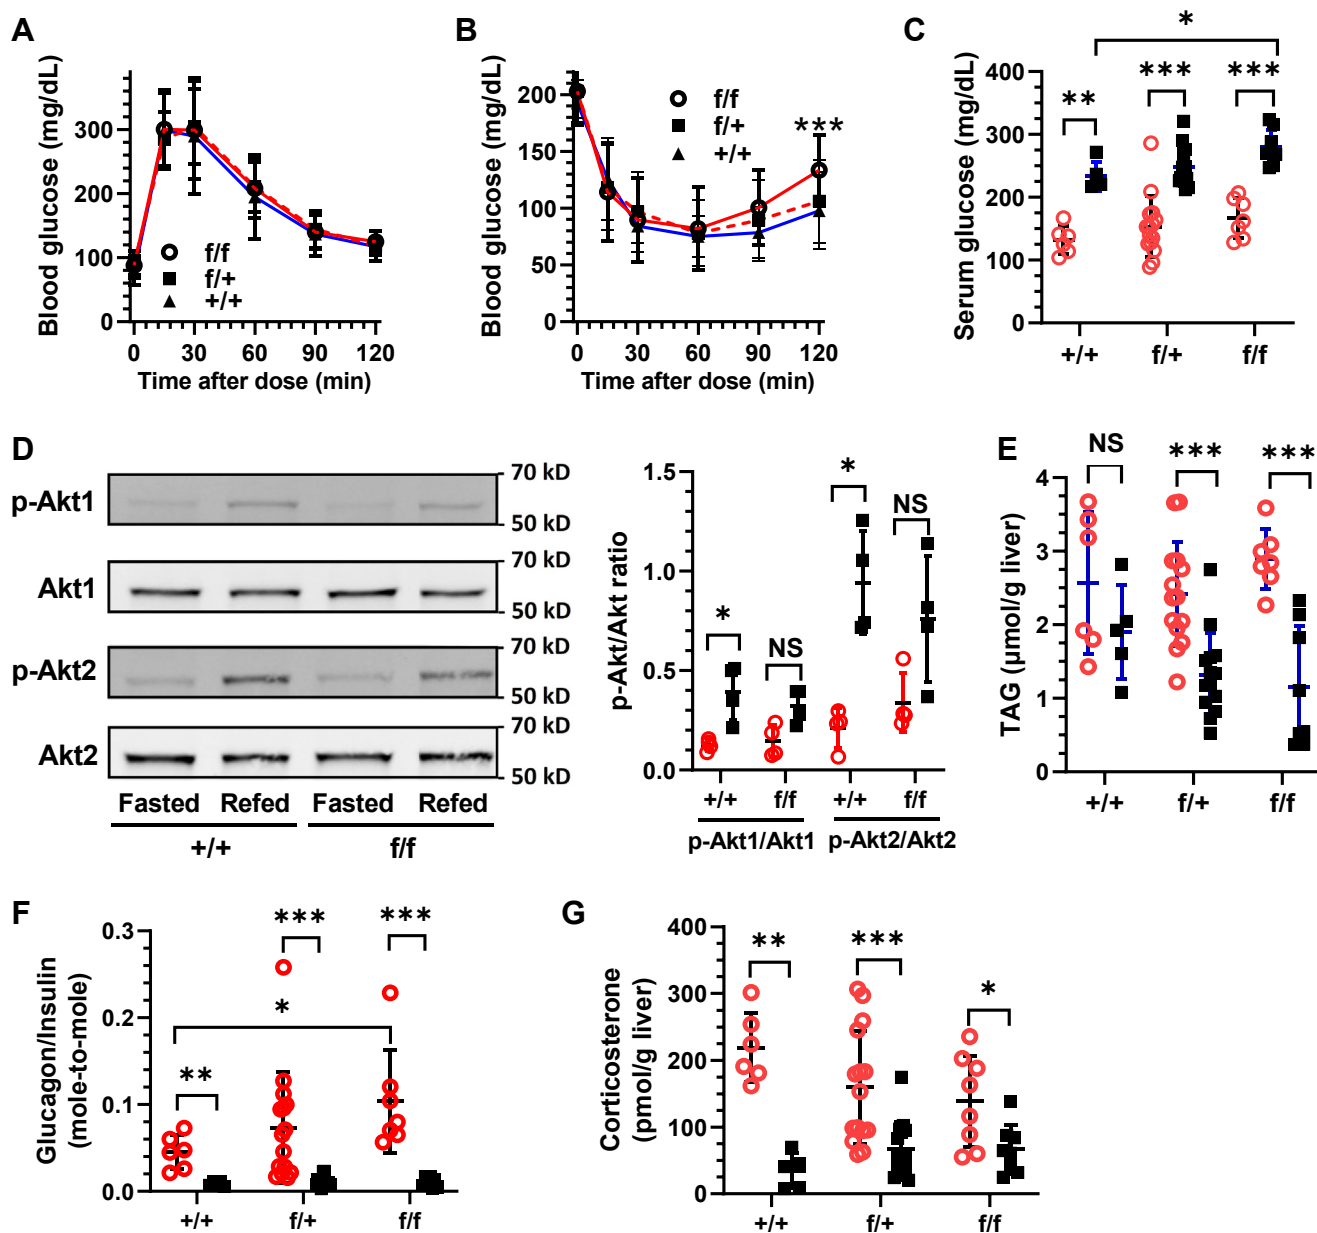 A
Blood glucose (mg/dL)
300
200
100
0
f/f
f/+
+/+
0 30 60 90 120
Time after dose (min)
B
Blood glucose (mg/dL)
200
150
100
50
0
f/f
f/+
+/+
***
0 30 60 90 120
Time after dose (min)
C
Serum glucose (mg/dL)
400
300
200
100
0
*
** *** ***
+/+ f/+ f/f
D
p-Akt1
70 kD
50 kD
Akt1
70 kD
50 kD
p-Akt2
70 kD
50 kD
Akt2
70 kD
50 kD
Fasted Refed Fasted Refed
+/+ f/f
p-Akt/Akt ratio
1.5
1.0
0.5
0.0
* NS * NS
+/+ f/f +/+ f/f
p-Akt1/Akt1 p-Akt2/Akt2
E
TAG (µmol/g liver)
4
3
2
1
0
NS *** ***
+/+ f/+ f/f
F
Glucagon/Insulin
(mole-to-mole)
0.3
0.2
0.1
0.0
*** ***
*
**
+/+ f/+ f/f
G
Corticosterone
(pmol/g liver)
400
300
200
100
0
** *** *
+/+ f/+ f/f